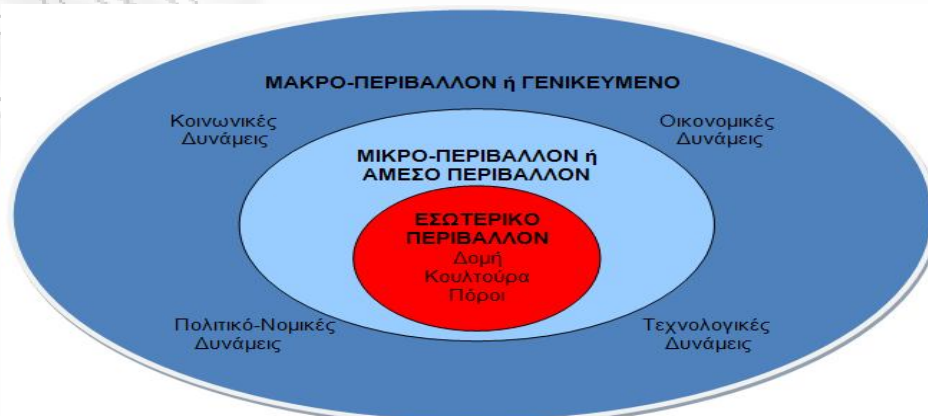 ΜΑΚΡΟ-ΠΕΡΙΒΑΛΛΟΝ ή ΓΕΝΙΚΕΥΜΕΝΟ
Κοινωνικές
Δυνάμεις
Οικονομικές
Δυνάμεις
ΜΙΚΡΟ-ΠΕΡΙΒΑΛΛΟΝ ή
ΑΜΕΣΟ ΠΕΡΙΒΑΛΛΟΝ
ΕΣΩΤΕΡΙΚΟ
ΠΕΡΙΒΑΛΛΟΝ
Δομή
Κουλτούρα
Πόροι
Πολιτικό-Νομικές
Δυνάμεις
Τεχνολογικές
Δυνάμεις